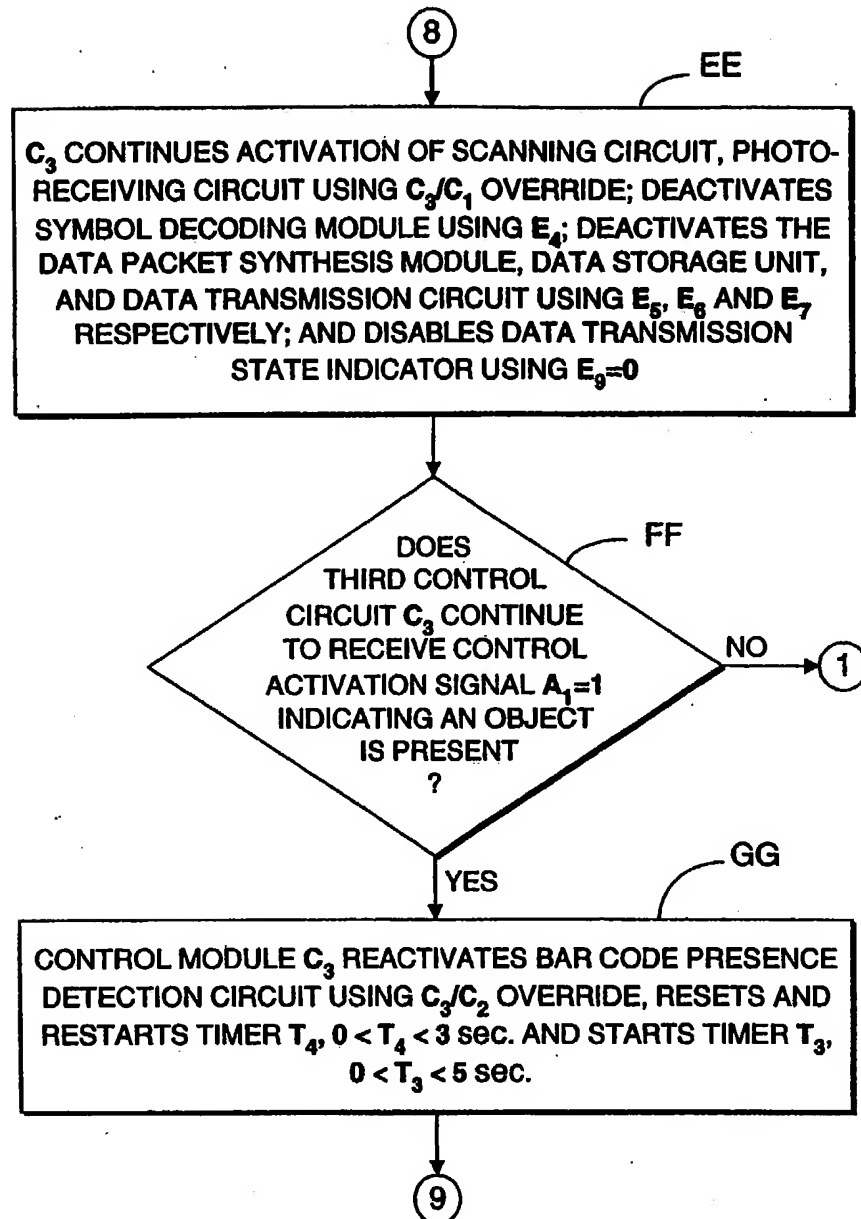 8
EE
C₃ CONTINUES ACTIVATION OF SCANNING CIRCUIT, PHOTO-
RECEIVING CIRCUIT USING C₃/C₁ OVERRIDE; DEACTIVATES
SYMBOL DECODING MODULE USING E₄; DEACTIVATES THE
DATA PACKET SYNTHESIS MODULE, DATA STORAGE UNIT,
AND DATA TRANSMISSION CIRCUIT USING E₅, E₆ AND E₇
RESPECTIVELY; AND DISABLES DATA TRANSMISSION
STATE INDICATOR USING E₉=0
FF
DOES
THIRD CONTROL
CIRCUIT C₃ CONTINUE
TO RECEIVE CONTROL
ACTIVATION SIGNAL A₁=1
INDICATING AN OBJECT
IS PRESENT
?
NO
1
YES
GG
CONTROL MODULE C₃ REACTIVATES BAR CODE PRESENCE
DETECTION CIRCUIT USING C₃/C₂ OVERRIDE, RESETS AND
RESTARTS TIMER T₄, 0 < T₄ < 3 sec. AND STARTS TIMER T₃,
0 < T₃ < 5 sec.
9